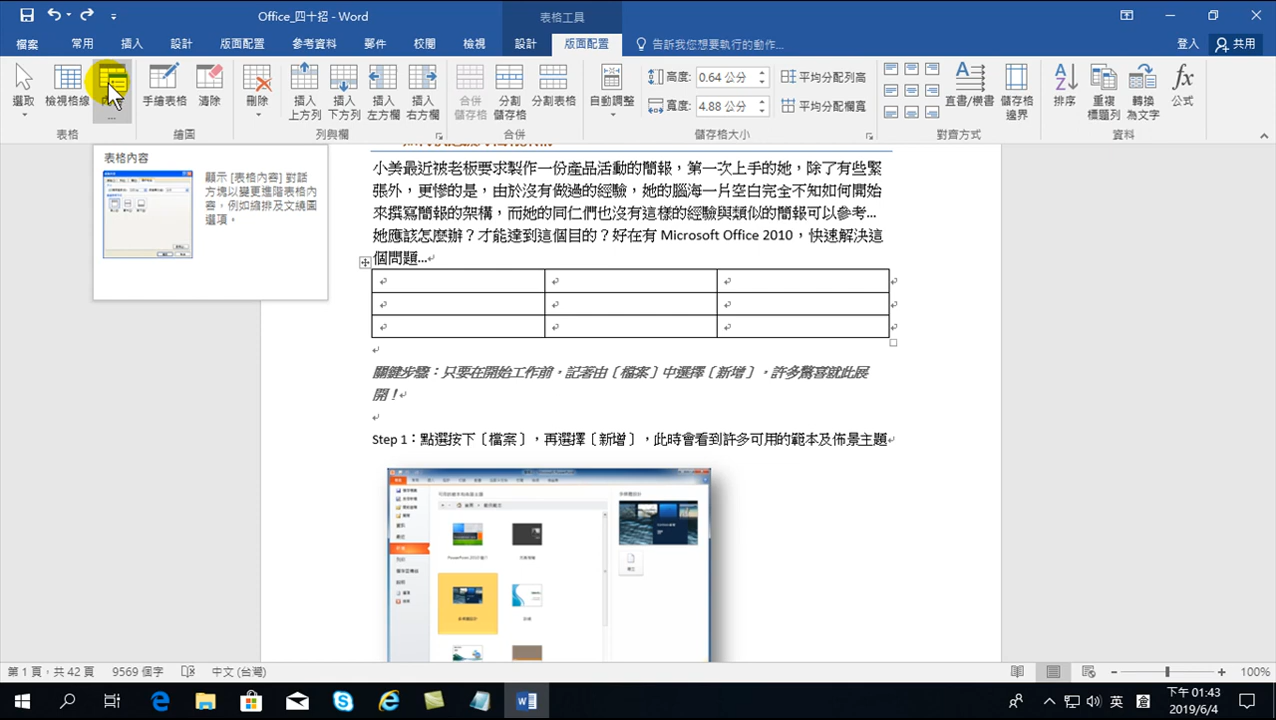 Office_四十招 - Word
表格工具
檔案
常用
插入
設計
版面配置
參考資料
郵件
校閱
檢視
設計
版面配置
告訴我您想要執行的動作...
登入
共用
選取
檢視格線
內容
...
手繪表格
清除
刪除
插入
上方列
插入
下方列
插入
左方欄
插入
右方欄
合併
儲存格
分割
儲存格
分割表格
自動調整
高度:
0.64 公分
寬度:
4.88 公分
平均分配列高
平均分配欄寬
直書/橫書
儲存格
邊界
排序
重複
標題列
轉換
為文字
公式
表格
繪圖
列與欄
合併
儲存格大小
對齊方式
資料
表格內容
顯示 [表格內容] 對話
方塊以變更進階表格內
容，例如縮排及文繞圖
選項。
小美最近被老板要求製作一份產品活動的簡報，第一次上手的她，除了有些緊
張外，更慘的是，由於沒有做過的經驗，她的腦海一片空白完全不知如何開始
來撰寫簡報的架構，而她的同仁們也沒有這樣的經驗與類似的簡報可以參考...
她應該怎麼辦？才能達到這個目的？好在有 Microsoft Office 2010，快速解決這
個問題...
關鍵步驟：只要在開始工作前，記著由〔檔案〕中選擇〔新增〕，許多驚喜就此展
開！
Step 1：點選按下〔檔案〕，再選擇〔新增〕，此時會看到許多可用的範本及佈景主題
第 1 頁，共 42 頁
9569 個字
中文 (台灣)
100%
英
下午 01:43
2019/6/4